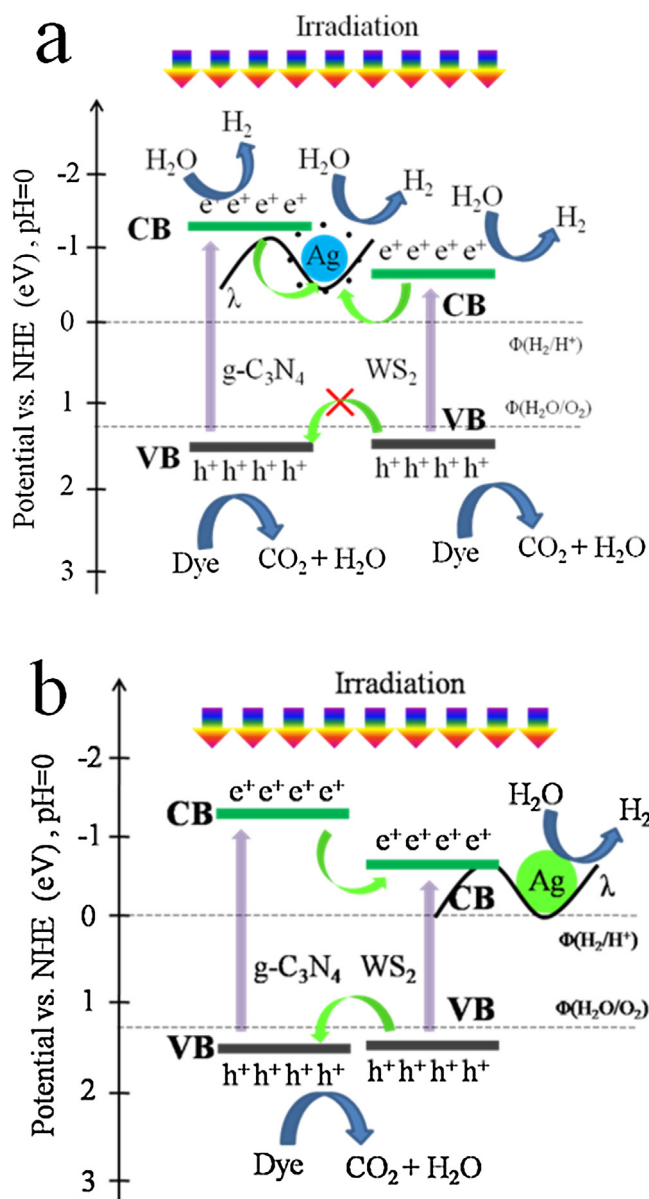 a
Irradiation
Potential vs. NHE (eV), pH=0
-2
-1
0
1
2
3
H₂O
H₂
H₂O
H₂
H₂O
H₂
CB
e⁺ e⁺ e⁺ e⁺
Ag
e⁺ e⁺ e⁺ e⁺
λ
CB
Φ(H₂/H⁺)
g-C₃N₄
WS₂
VB
Φ(H₂O/O₂)
VB
h⁺ h⁺ h⁺ h⁺
h⁺ h⁺ h⁺ h⁺
Dye
CO₂ + H₂O
Dye
CO₂ + H₂O
b
Irradiation
Potential vs. NHE (eV), pH=0
-2
-1
0
1
2
3
CB
e⁺ e⁺ e⁺ e⁺
H₂O
H₂
e⁺ e⁺ e⁺ e⁺
CB
Ag
λ
Φ(H₂/H⁺)
g-C₃N₄
WS₂
VB
Φ(H₂O/O₂)
VB
h⁺ h⁺ h⁺ h⁺
h⁺ h⁺ h⁺ h⁺
Dye
CO₂ + H₂O